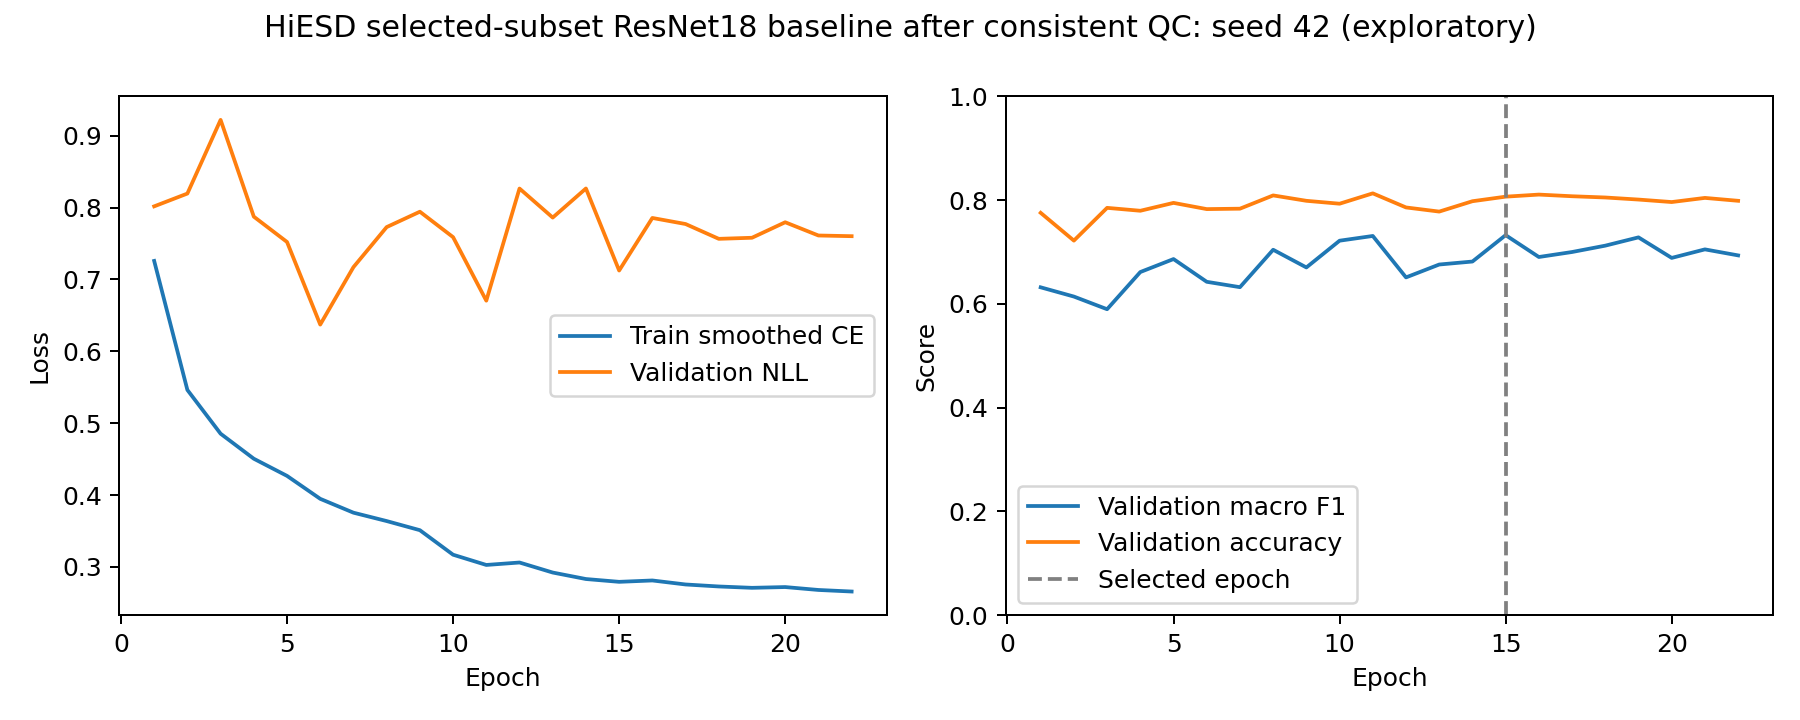 HiESD selected-subset ResNet18 baseline after consistent QC: seed 42 (exploratory)
Loss
0.9
0.8
0.7
0.6
0.5
0.4
0.3
Train smoothed CE
Validation NLL
0 5 10 15 20
Epoch
Score
1.0
0.8
0.6
0.4
0.2
0.0
Validation macro F1
Validation accuracy
Selected epoch
0 5 10 15 20
Epoch